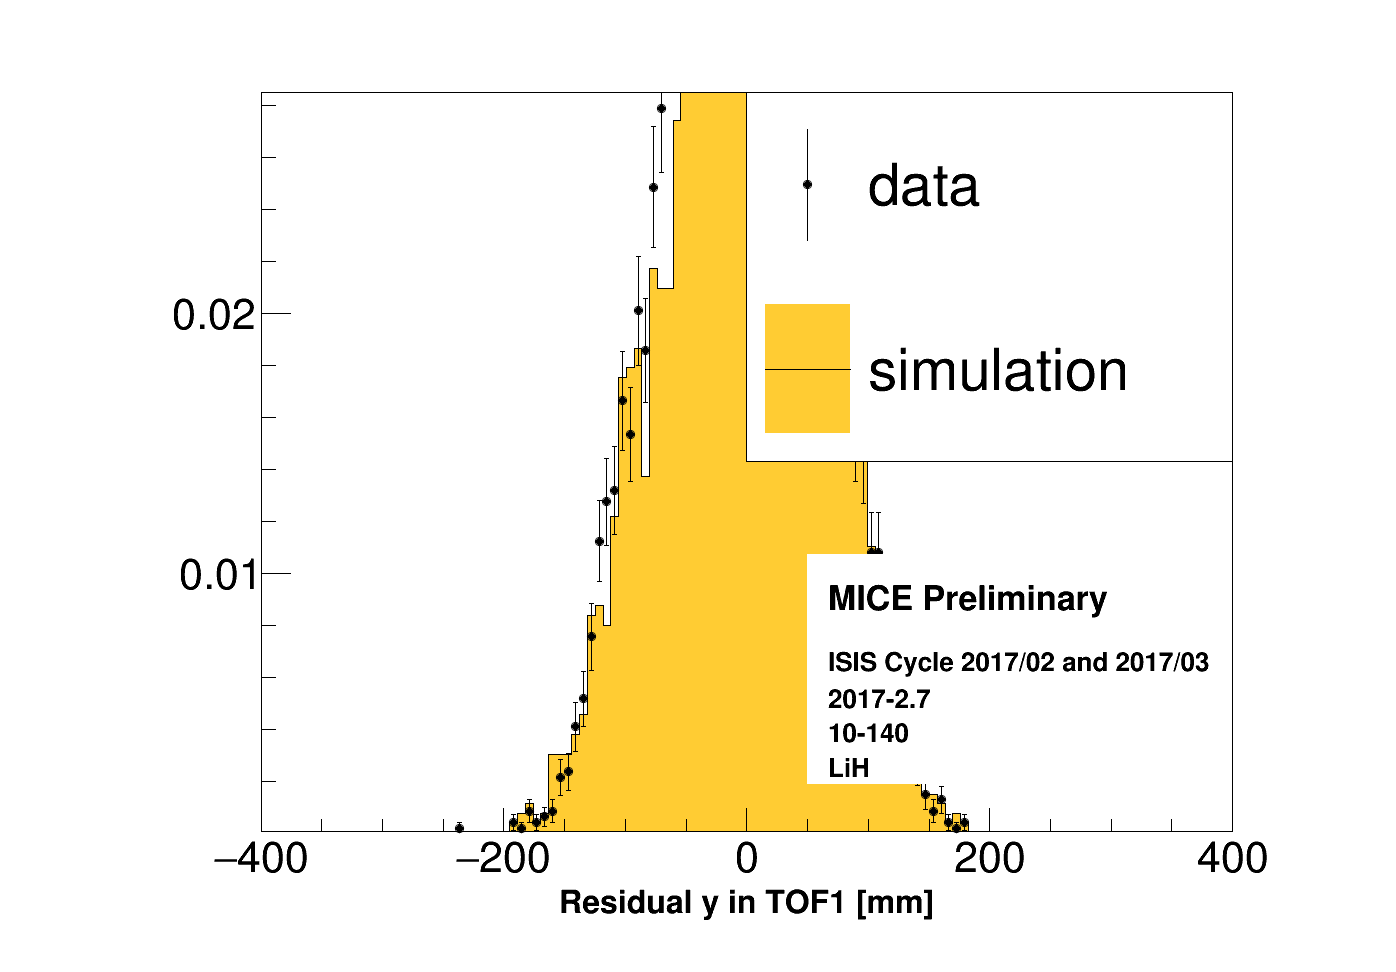 data
0.02
simulation
0.01
MICE Preliminary
ISIS Cycle 2017/02 and 2017/03
2017-2.7
10-140
LiH
−400 −200 0 200 400
Residual y in TOF1 [mm]